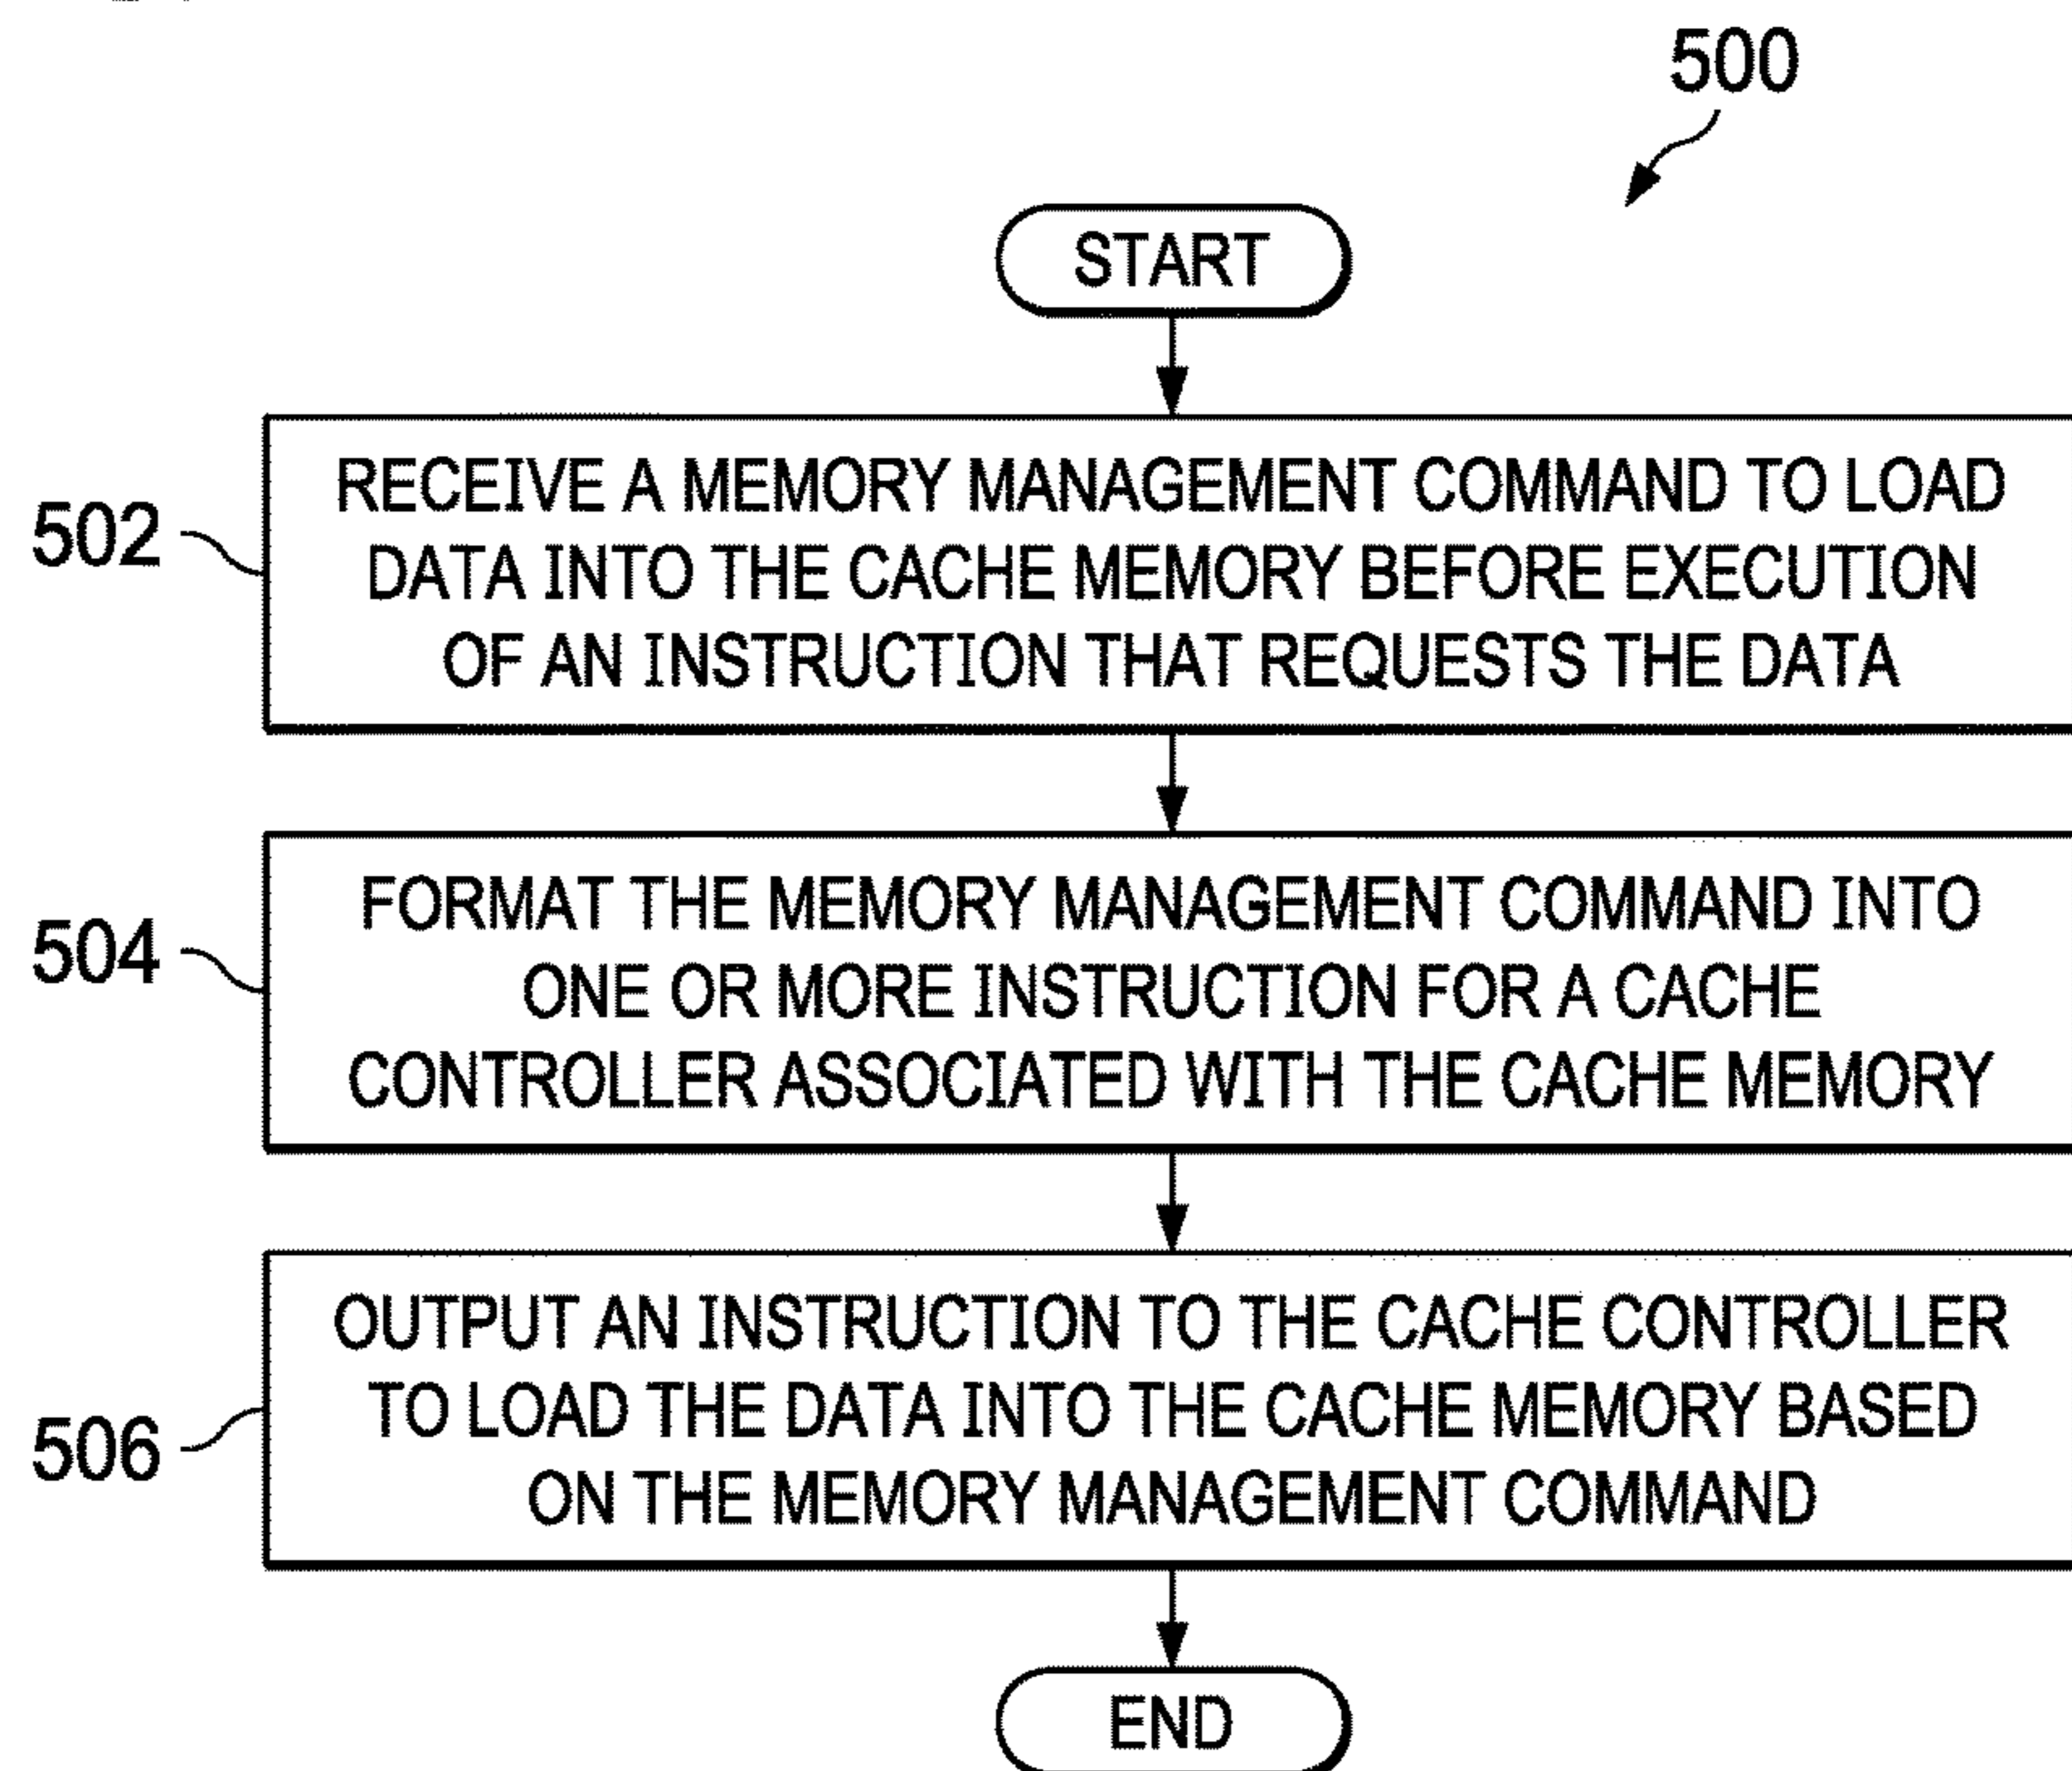 500
START
502
RECEIVE A MEMORY MANAGEMENT COMMAND TO LOAD
DATA INTO THE CACHE MEMORY BEFORE EXECUTION
OF AN INSTRUCTION THAT REQUESTS THE DATA
504
FORMAT THE MEMORY MANAGEMENT COMMAND INTO
ONE OR MORE INSTRUCTION FOR A CACHE
CONTROLLER ASSOCIATED WITH THE CACHE MEMORY
506
OUTPUT AN INSTRUCTION TO THE CACHE CONTROLLER
TO LOAD THE DATA INTO THE CACHE MEMORY BASED
ON THE MEMORY MANAGEMENT COMMAND
END